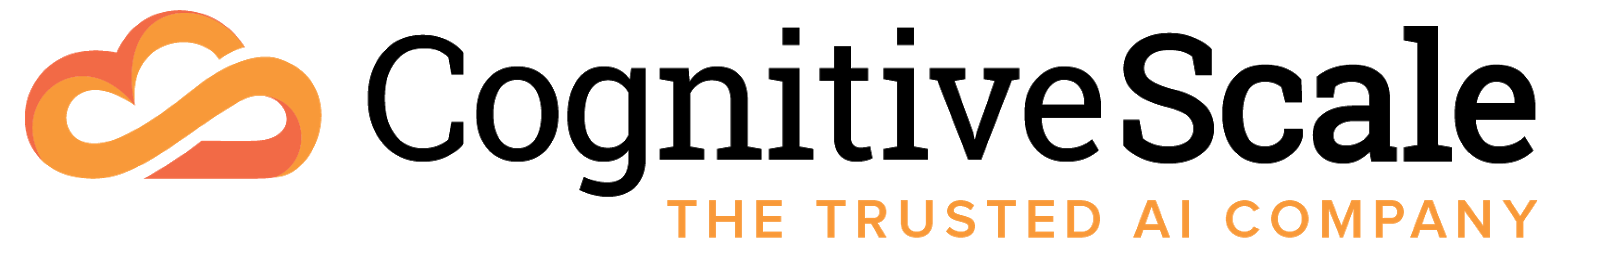 CognitiveScale
THE TRUSTED AI COMPANY